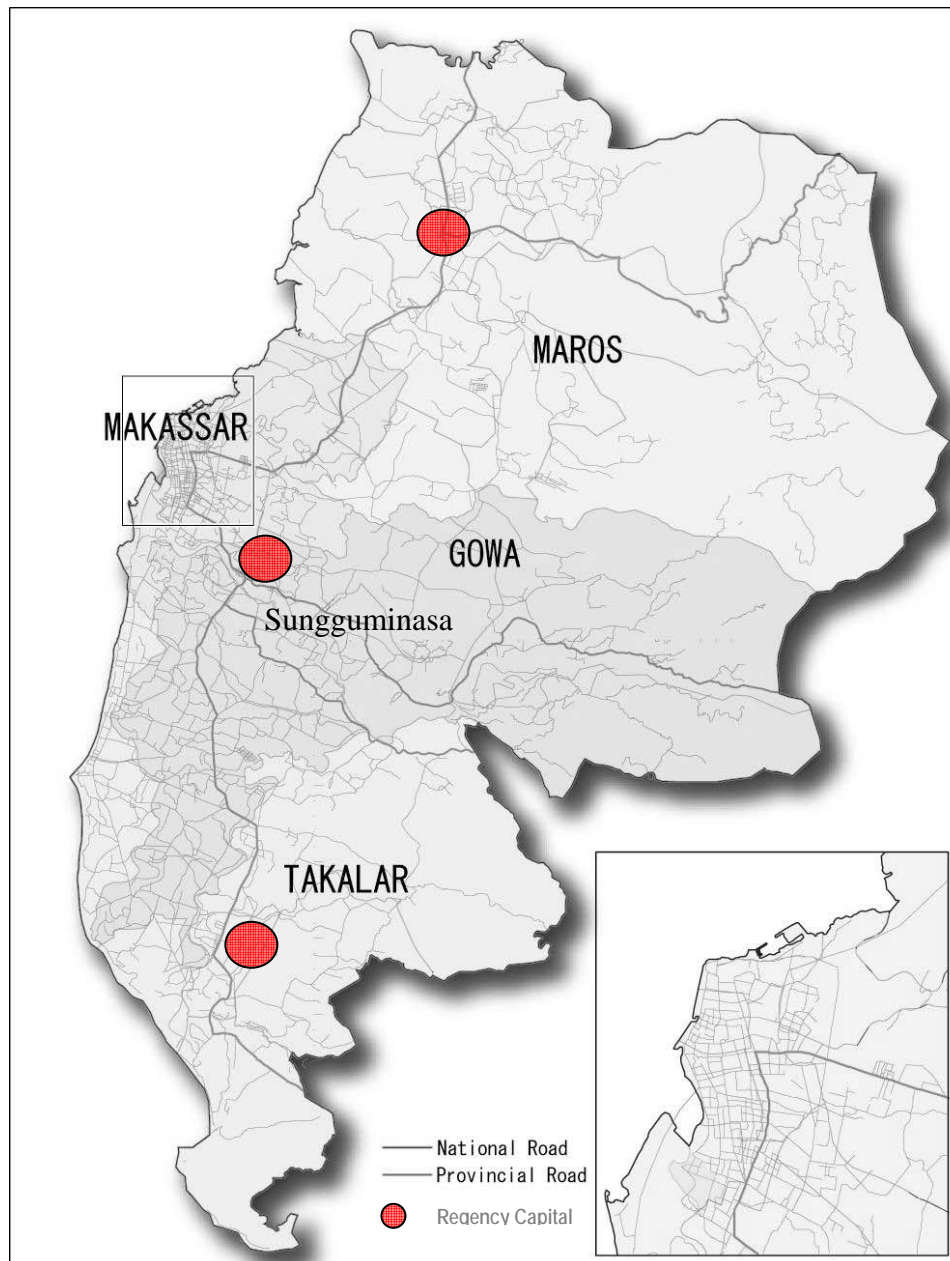 MAROS
MAKASSAR
GOWA
Sungguminasa
TAKALAR
National Road
Provincial Road
Regency Capital